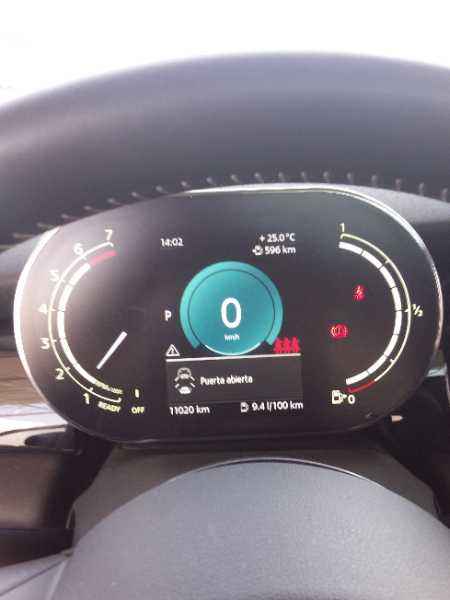 14:02
+ 25.0 °C
596 km
7
6
5
4
3
2
1
READY
OFF
P
0
km/h
Puerta abierta
11020 km
9.4 l/100 km
1
½
0